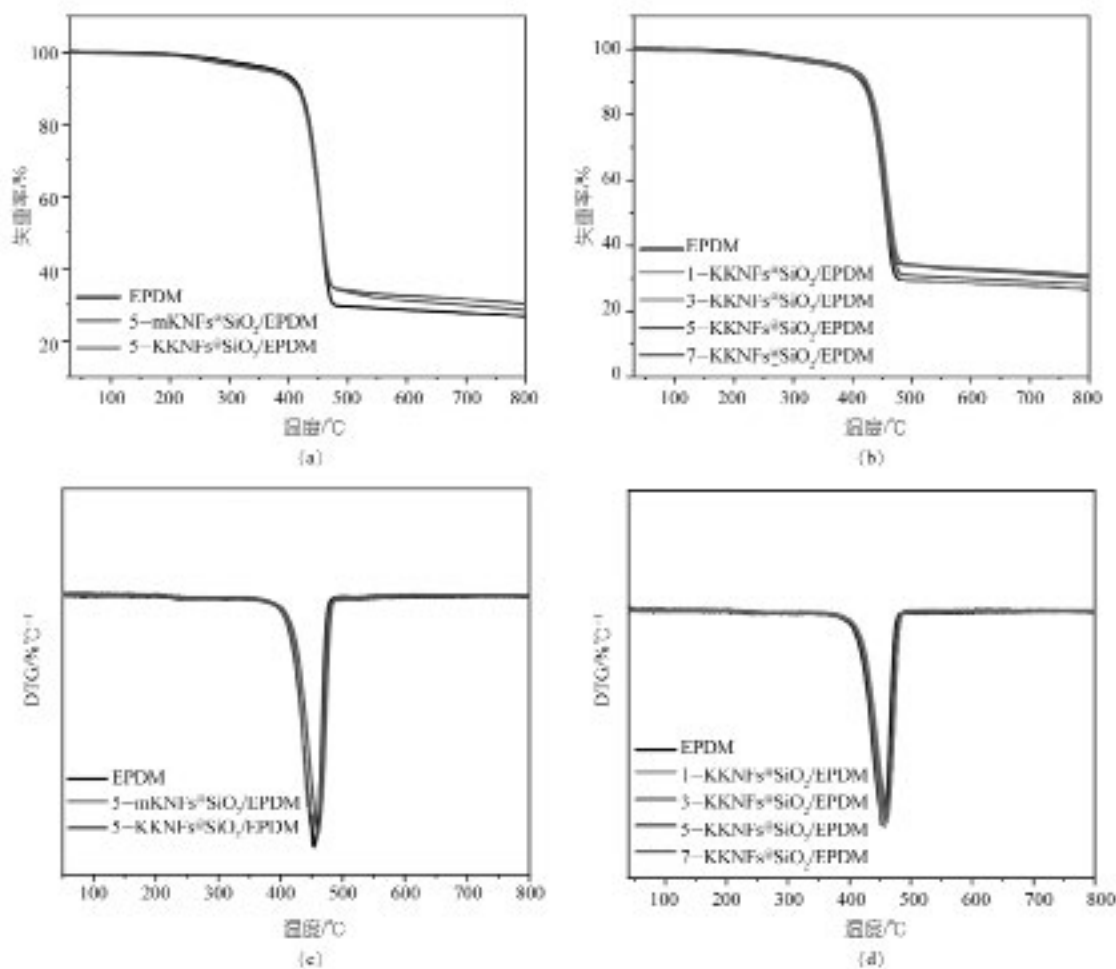 100
80
60
40
20
失重率/%
EPDM
5-mKNFs@SiO2/EPDM
5-KKNFs@SiO2/EPDM
100 200 300 400 500 600 700 800
温度/℃
(a)
100
80
60
40
20
0
失重率/%
EPDM
1-KKNFs@SiO2/EPDM
3-KKNFs@SiO2/EPDM
5-KKNFs@SiO2/EPDM
7-KKNFs@SiO2/EPDM
100 200 300 400 500 600 700 800
温度/℃
(b)
DTG/%℃⁻¹
EPDM
5-mKNFs@SiO2/EPDM
5-KKNFs@SiO2/EPDM
100 200 300 400 500 600 700 800
温度/℃
(c)
DTG/%℃⁻¹
EPDM
1-KKNFs@SiO2/EPDM
3-KKNFs@SiO2/EPDM
5-KKNFs@SiO2/EPDM
7-KKNFs@SiO2/EPDM
100 200 300 400 500 600 700 800
温度/℃
(d)